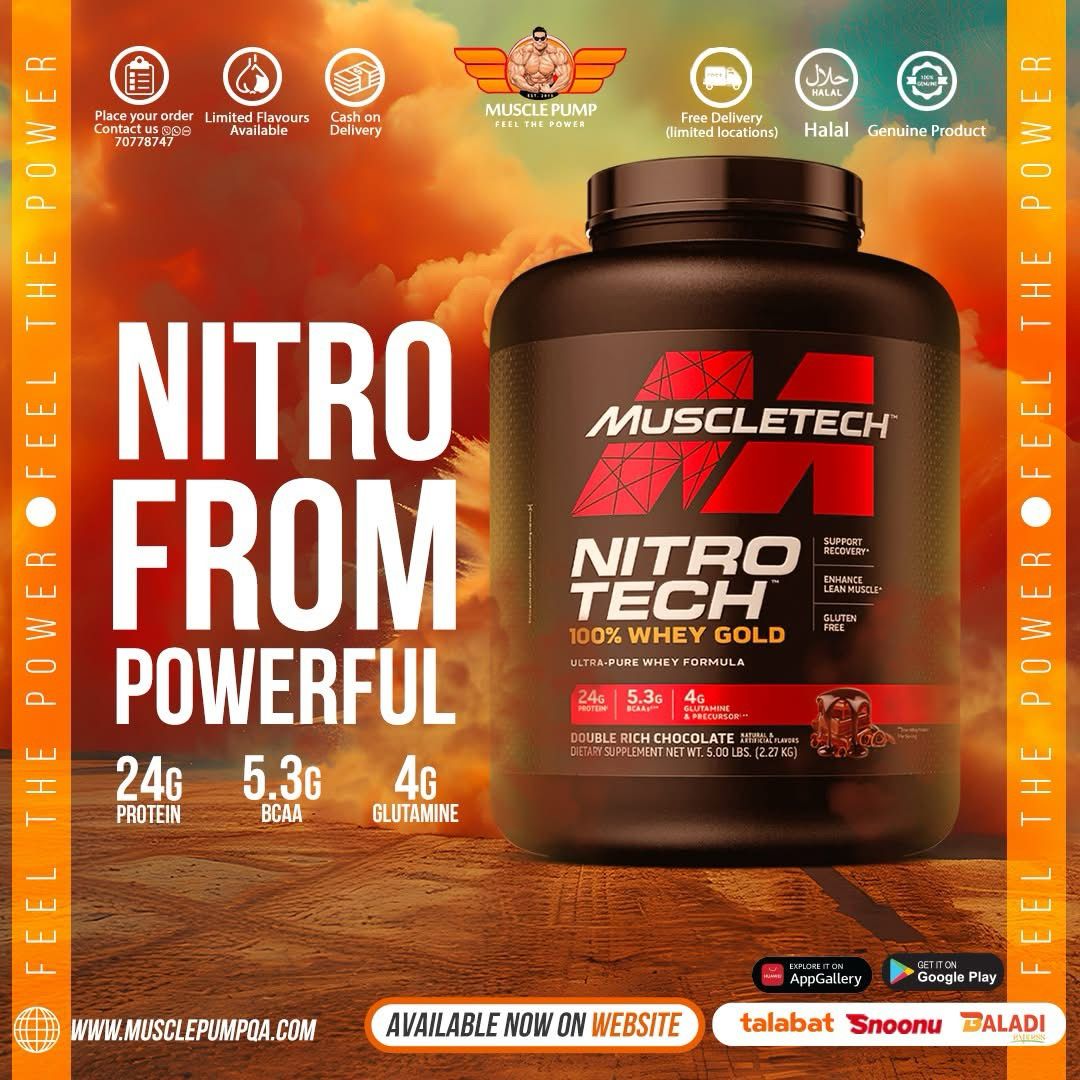 Place your order
Contact us
70778747
Limited Flavours
Available
Cash on
Delivery
EST. 2015
MUSCLE PUMP
FEEL THE POWER
FREE
Free Delivery
(limited locations)
حلال
HALAL
Halal
100%
GENUINE
Genuine Product
FEEL THE POWER
FEEL THE POWER
FEEL THE POWER
FEEL THE POWER
NITRO
FROM
POWERFUL
24G
PROTEIN
5.3G
BCAA
4G
GLUTAMINE
MUSCLETECH™
NITRO
TECH™
100% WHEY GOLD
ULTRA-PURE WHEY FORMULA
SUPPORT
RECOVERY^
ENHANCE
LEAN MUSCLE^
GLUTEN
FREE
24G
PROTEIN
5.3G
BCAAs
4G
GLUTAMINE
& PRECURSOR
DOUBLE RICH CHOCOLATE
NATURAL &
ARTIFICIAL FLAVORS
DIETARY SUPPLEMENT NET WT. 5.00 LBS. (2.27 KG)
HUAWEI
EXPLORE IT ON
AppGallery
GET IT ON
Google Play
WWW.MUSCLEPUMPQA.COM
AVAILABLE NOW ON WEBSITE
talabat
Snoonu
BALADI
EXPRESS